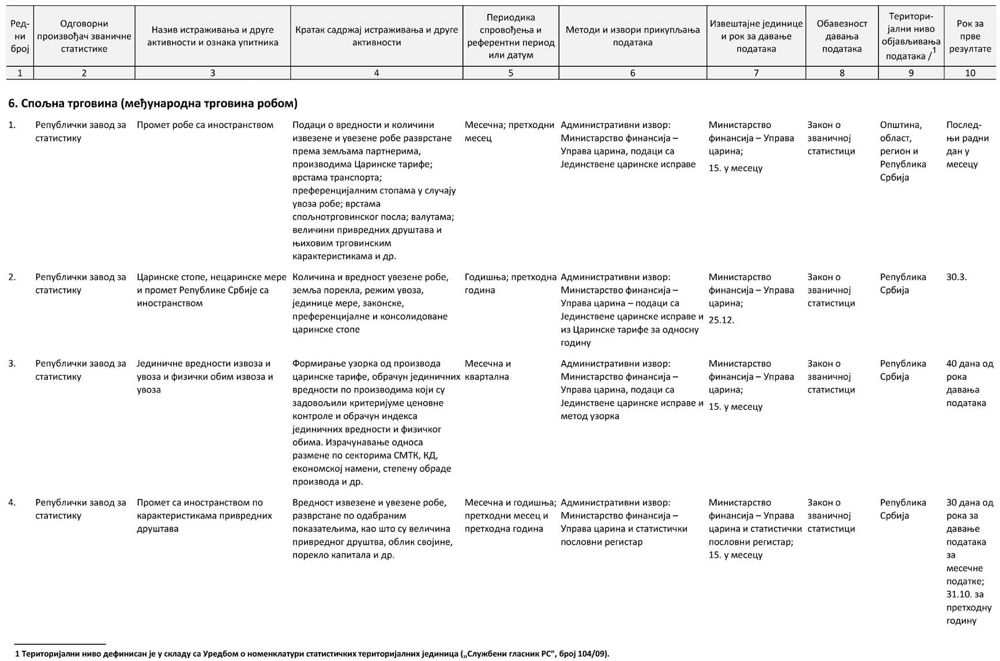 Ред-
ни
број
Одговорни
произвођач званичне
статистике
Назив истраживања и друге
активности и ознака упитника
Кратак садржај истраживања и друге
активности
Периодика
спровођења и
референтни период
или датум
Методи и извори прикупљања
података
Извештајне јединице
и рок за давање
података
Обавезност
давања
података
Територи-
јални ниво
објављивања
података /1
Рок за
прве
резултате
1 2 3 4 5 6 7 8 9 10
6. Спољна трговина (међународна трговина робом)
1.
Републички завод за
статистику
Промет робе са иностранством
Подаци о вредности и количини
извезене и увезене робе разврстане
према земљама партнерима,
производима Царинске тарифе;
врстама транспорта;
преференцијалним стопама у случају
увоза робе; врстама
спољнотрговинског посла; валутама;
величини привредних друштава и
њиховим трговинским
карактеристикама и др.
Месечна; претходни
месец
Административни извор:
Министарство финансија –
Управа царина, подаци са
Јединствене царинске исправе
Министарство
финансија – Управа
царина;
15. у месецу
Закон о
званичној
статистици
Општина,
област,
регион и
Република
Србија
Послед-
њи радни
дан у
месецу
2.
Републички завод за
статистику
Царинске стопе, нецаринске мере
и промет Републике Србије са
иностранством
Количина и вредност увезене робе,
земља порекла, режим увоза,
јединице мере, законске,
преференцијалне и консолидоване
царинске стопе
Годишња; претходна
година
Административни извор:
Министарство финансија –
Управа царина – подаци са
Јединствене царинске исправе и
из Царинске тарифе за односну
годину
Министарство
финансија – Управа
царина;
25.12.
Закон о
званичној
статистици
Република
Србија
30.3.
3.
Републички завод за
статистику
Јединичне вредности извоза и
увоза и физички обим извоза и
увоза
Формирање узорка од производа
царинске тарифе, обрачун јединичних
вредности по производима који су
задовољили критеријуме ценовне
контроле и обрачун индекса
јединичних вредности и физичког
обима. Израчунавање односа
размене по секторима СМТК, КД,
економској намени, степену обраде
производа и др.
Месечна и
квартална
Административни извор:
Министарство финансија –
Управа царина, подаци са
Јединствене царинске исправе и
метод узорка
Министарство
финансија – Управа
царина;
15. у месецу
Закон о
званичној
статистици
Република
Србија
40 дана од
рока
давања
података
4.
Републички завод за
статистику
Промет са иностранством по
карактеристикама привредних
друштава
Вредност извезене и увезене робе,
разврстане по одабраним
показатељима, као што су величина
привредног друштва, облик својине,
порекло капитала и др.
Месечна и годишња;
претходни месец и
претходна година
Административни извор:
Министарство финансија –
Управа царина и статистички
пословни регистар
Министарство
финансија – Управа
царина и статистички
пословни регистар;
15. у месецу
Закон о
званичној
статистици
Република
Србија
30 дана од
рока за
давање
података
за
месечне
податке;
31.10. за
претходну
годину
1 Територијални ниво дефинисан је у складу са Уредбом о номенклатури статистичких територијалних јединица („Службени гласник РС”, број 104/09).